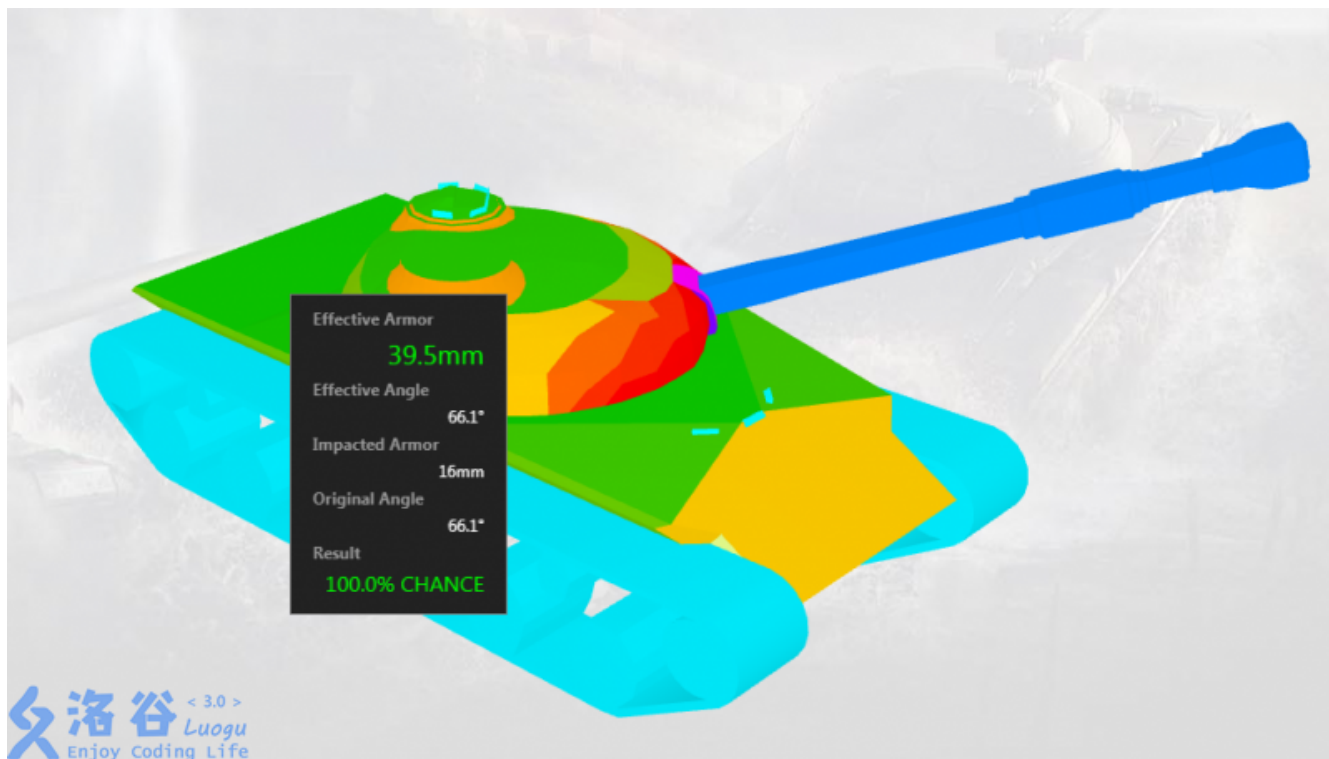 Effective Armor
39.5mm
Effective Angle
66.1°
Impacted Armor
16mm
Original Angle
66.1°
Result
100.0% CHANCE
洛谷 < 3.0 >
Luogu
Enjoy Coding Life